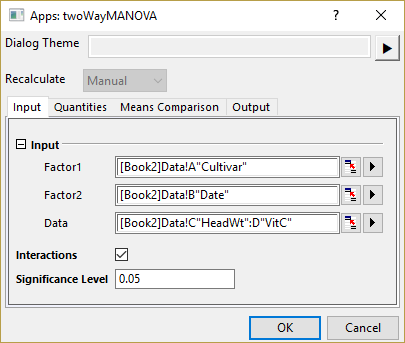 Apps: twoWayMANOVA ? ×
Dialog Theme
Recalculate Manual
Input Quantities Means Comparison Output
Input
Factor1 [Book2]Data!A"Cultivar"
Factor2 [Book2]Data!B"Date"
Data [Book2]Data!C"HeadWt":D"VitC"
Interactions
Significance Level 0.05
OK Cancel